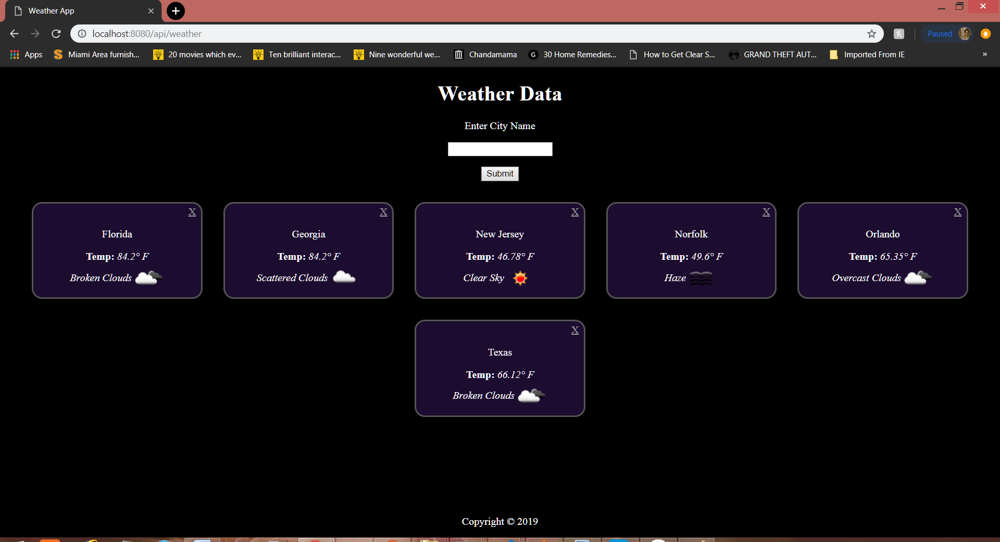 Weather App
localhost:8080/api/weather
Paused
Apps
Miami Area furnish...
20 movies which ev...
Ten brilliant interac...
Nine wonderful we...
Chandamama
30 Home Remedies...
How to Get Clear S...
GRAND THEFT AUT...
Imported From IE
»
Weather Data
Enter City Name
Submit
X
Florida
Temp: 84.2° F
Broken Clouds
X
Georgia
Temp: 84.2° F
Scattered Clouds
X
New Jersey
Temp: 46.78° F
Clear Sky
X
Norfolk
Temp: 49.6° F
Haze
X
Orlando
Temp: 65.35° F
Overcast Clouds
X
Texas
Temp: 66.12° F
Broken Clouds
Copyright © 2019